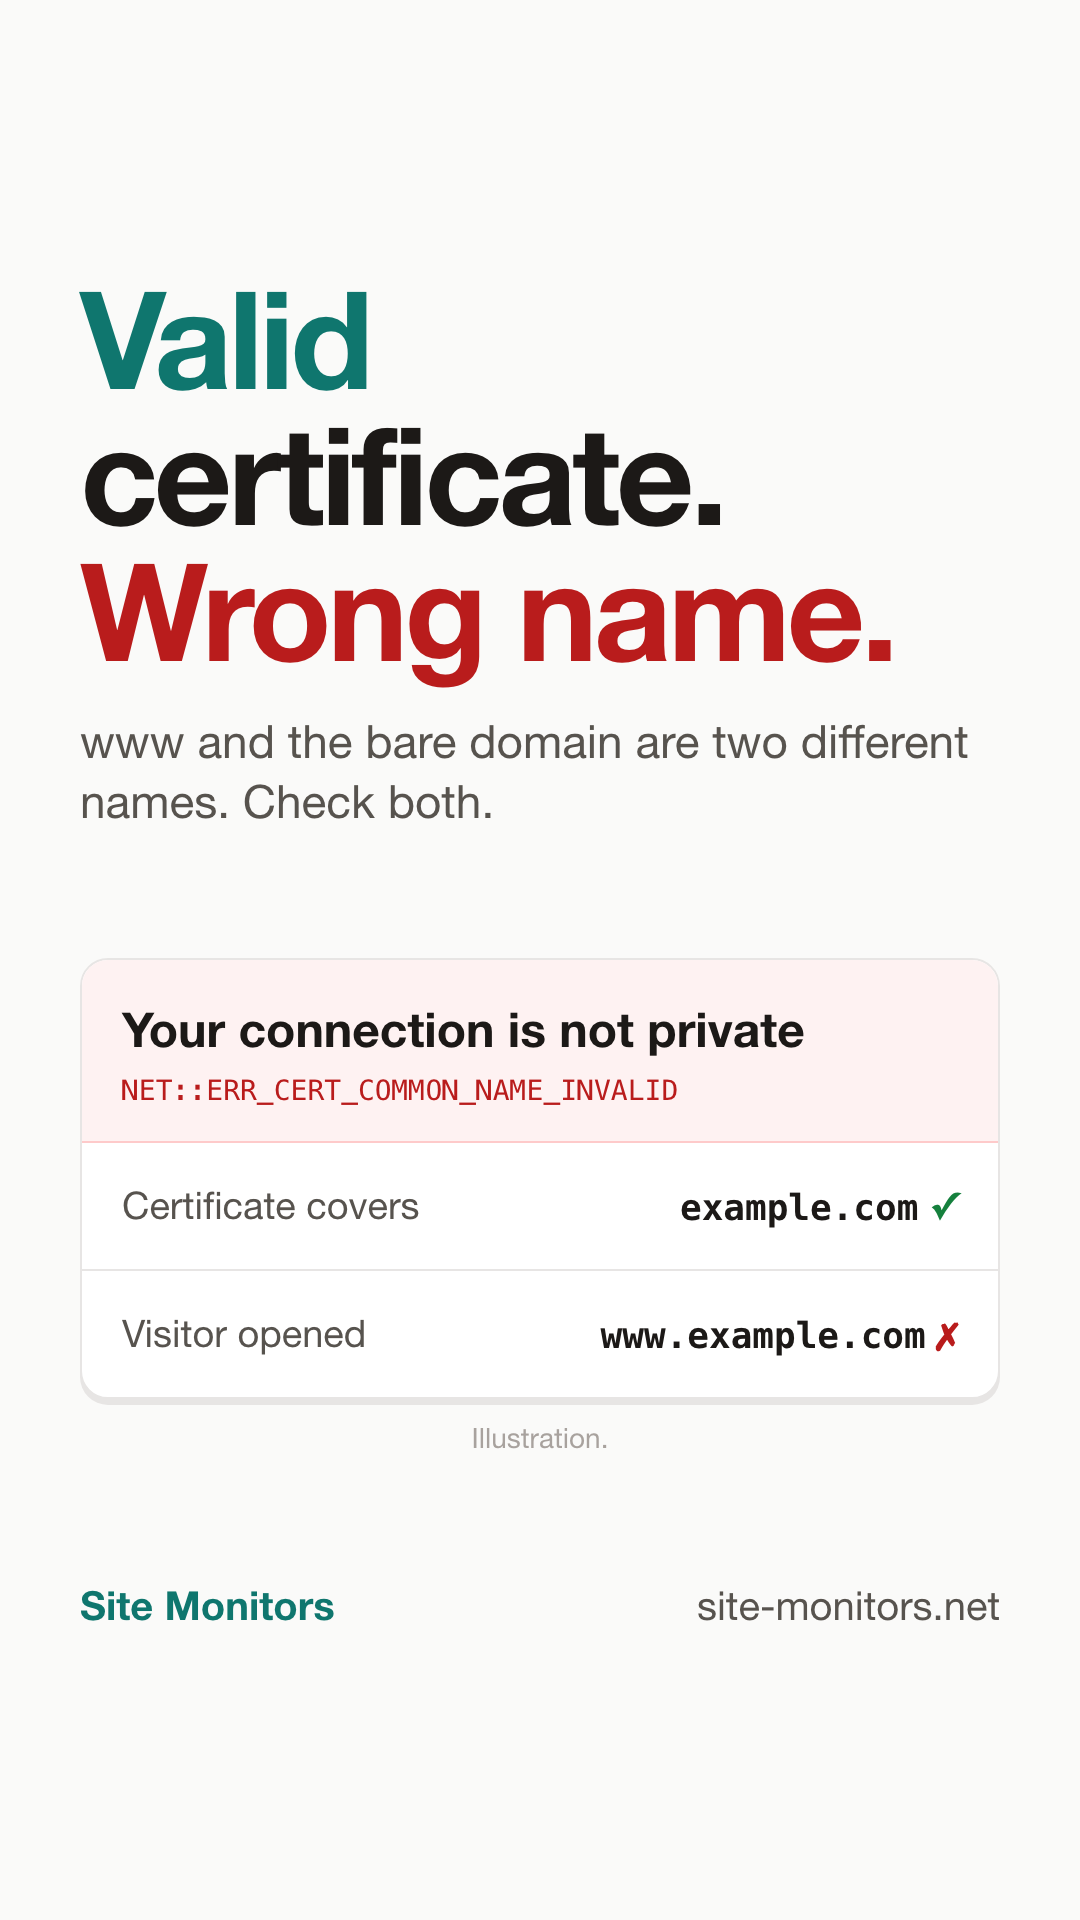 Valid
certificate.
Wrong name.
www and the bare domain are two different
names. Check both.
Your connection is not private
NET::ERR_CERT_COMMON_NAME_INVALID
Certificate covers example.com ✓
Visitor opened www.example.com ✗
Illustration.
Site Monitors site-monitors.net